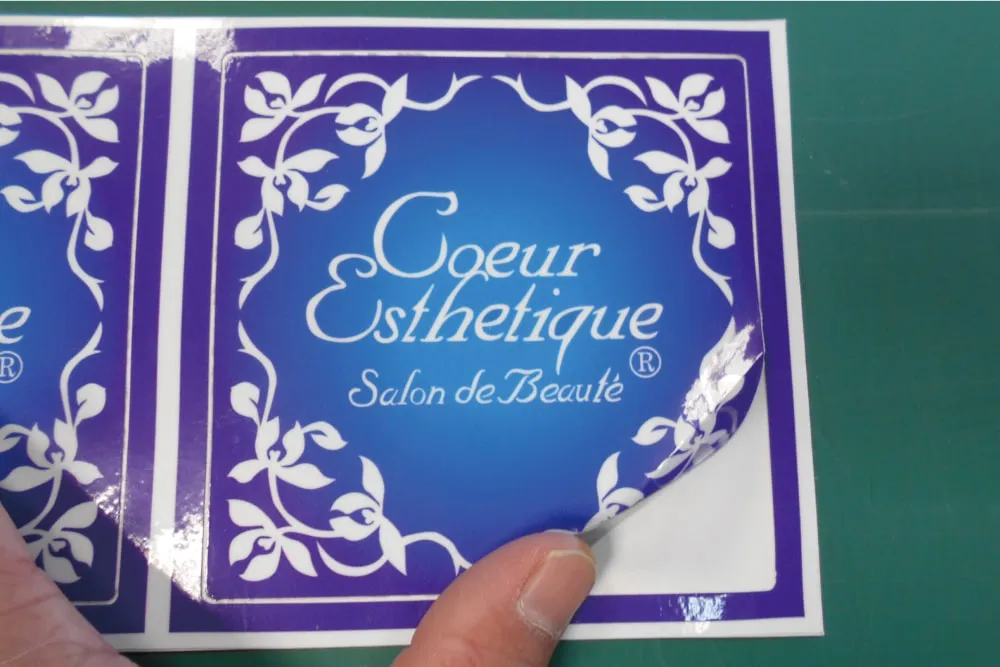 Coeur
Esthetique
®
Salon de Beauté
e
®